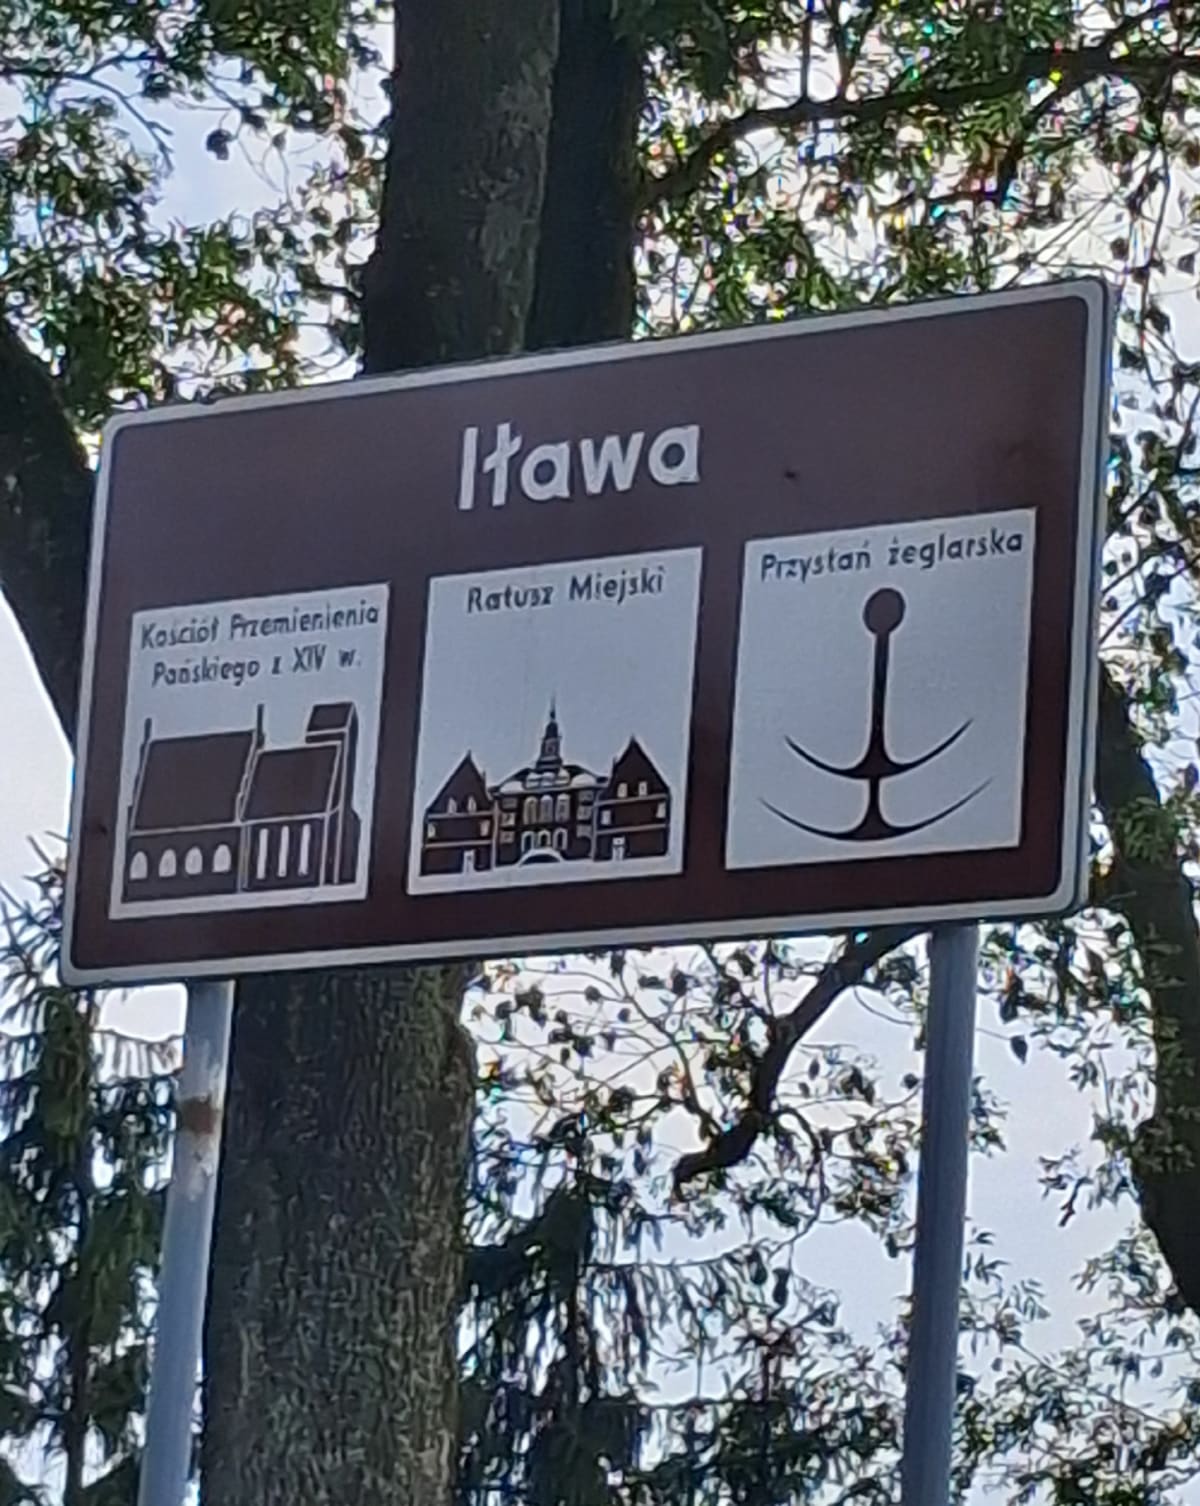 Iława
Kościół Przemienienia
Pańskiego z XIV w.
Ratusz Miejski
Przystań żeglarska